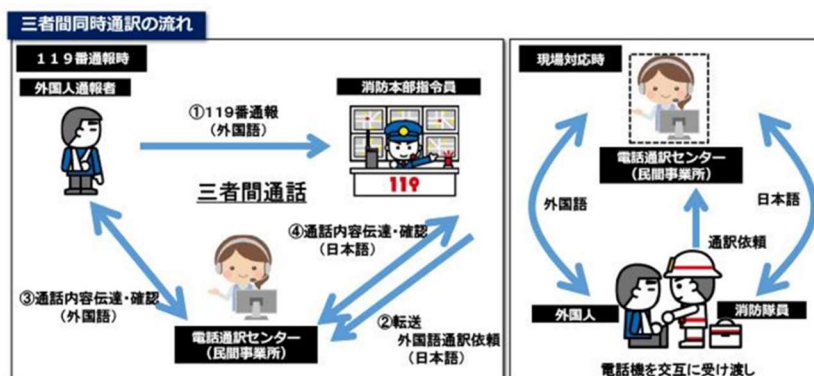 三者間同時通訳の流れ
119番通報時
外国人通報者
消防本部指令員
①119番通報
(外国語)
119
三者間通話
④通話内容伝達・確認
(日本語)
③通話内容伝達・確認
(外国語)
②転送
外国語通訳依頼
(日本語)
電話通訳センター
(民間事業所)
現場対応時
電話通訳センター
(民間事業所)
外国語
日本語
通訳依頼
外国人
消防隊員
電話機を交互に受け渡し